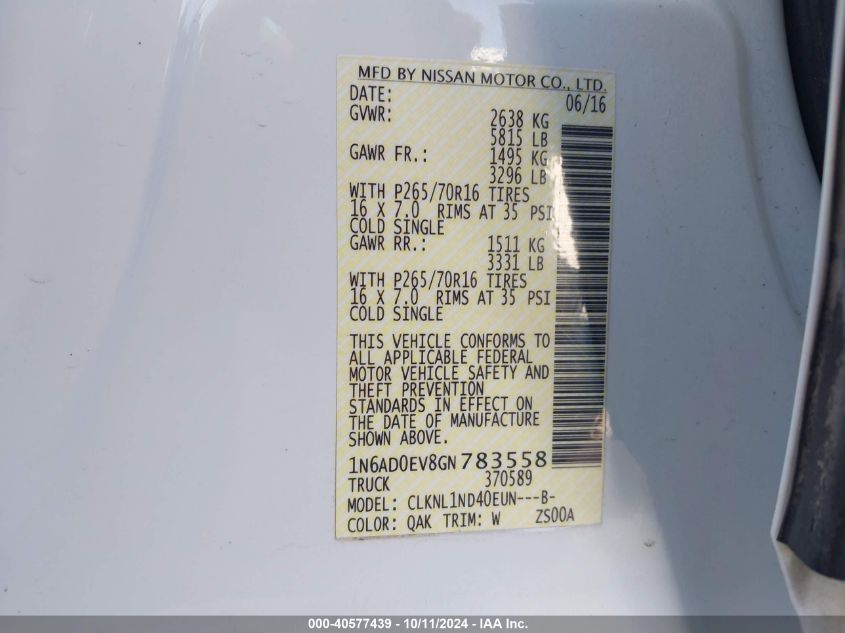 MFD BY NISSAN MOTOR CO., LTD.
DATE: 06/16
GVWR: 2638 KG
5815 LB
GAWR FR.: 1495 KG
3296 LB
WITH P265/70R16 TIRES
16 X 7.0 RIMS AT 35 PSI
COLD SINGLE
GAWR RR.: 1511 KG
3331 LB
WITH P265/70R16 TIRES
16 X 7.0 RIMS AT 35 PSI
COLD SINGLE
THIS VEHICLE CONFORMS TO
ALL APPLICABLE FEDERAL
MOTOR VEHICLE SAFETY AND
THEFT PREVENTION
STANDARDS IN EFFECT ON
THE DATE OF MANUFACTURE
SHOWN ABOVE.
1N6AD0EV8GN 783558
TRUCK 370589
MODEL: CLKNL1ND40EUN---B-
COLOR: QAK TRIM: W ZS00A
000-40577439 - 10/11/2024 - IAA Inc.